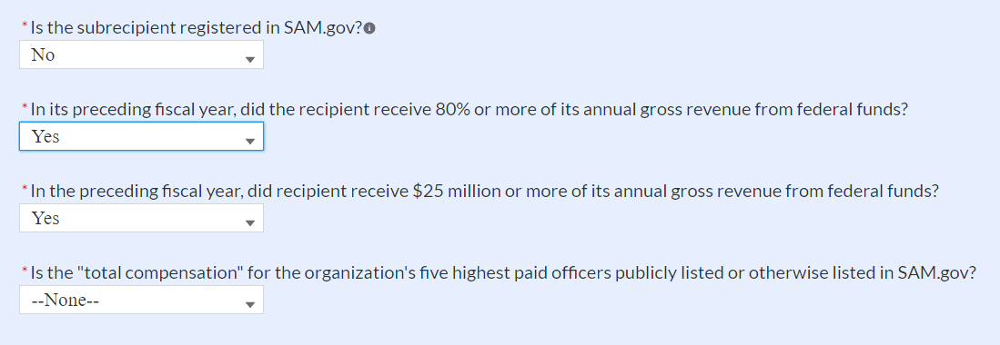 *Is the subrecipient registered in SAM.gov?
No
*In its preceding fiscal year, did the recipient receive 80% or more of its annual gross revenue from federal funds?
Yes
*In the preceding fiscal year, did recipient receive $25 million or more of its annual gross revenue from federal funds?
Yes
*Is the "total compensation" for the organization's five highest paid officers publicly listed or otherwise listed in SAM.gov?
--None--